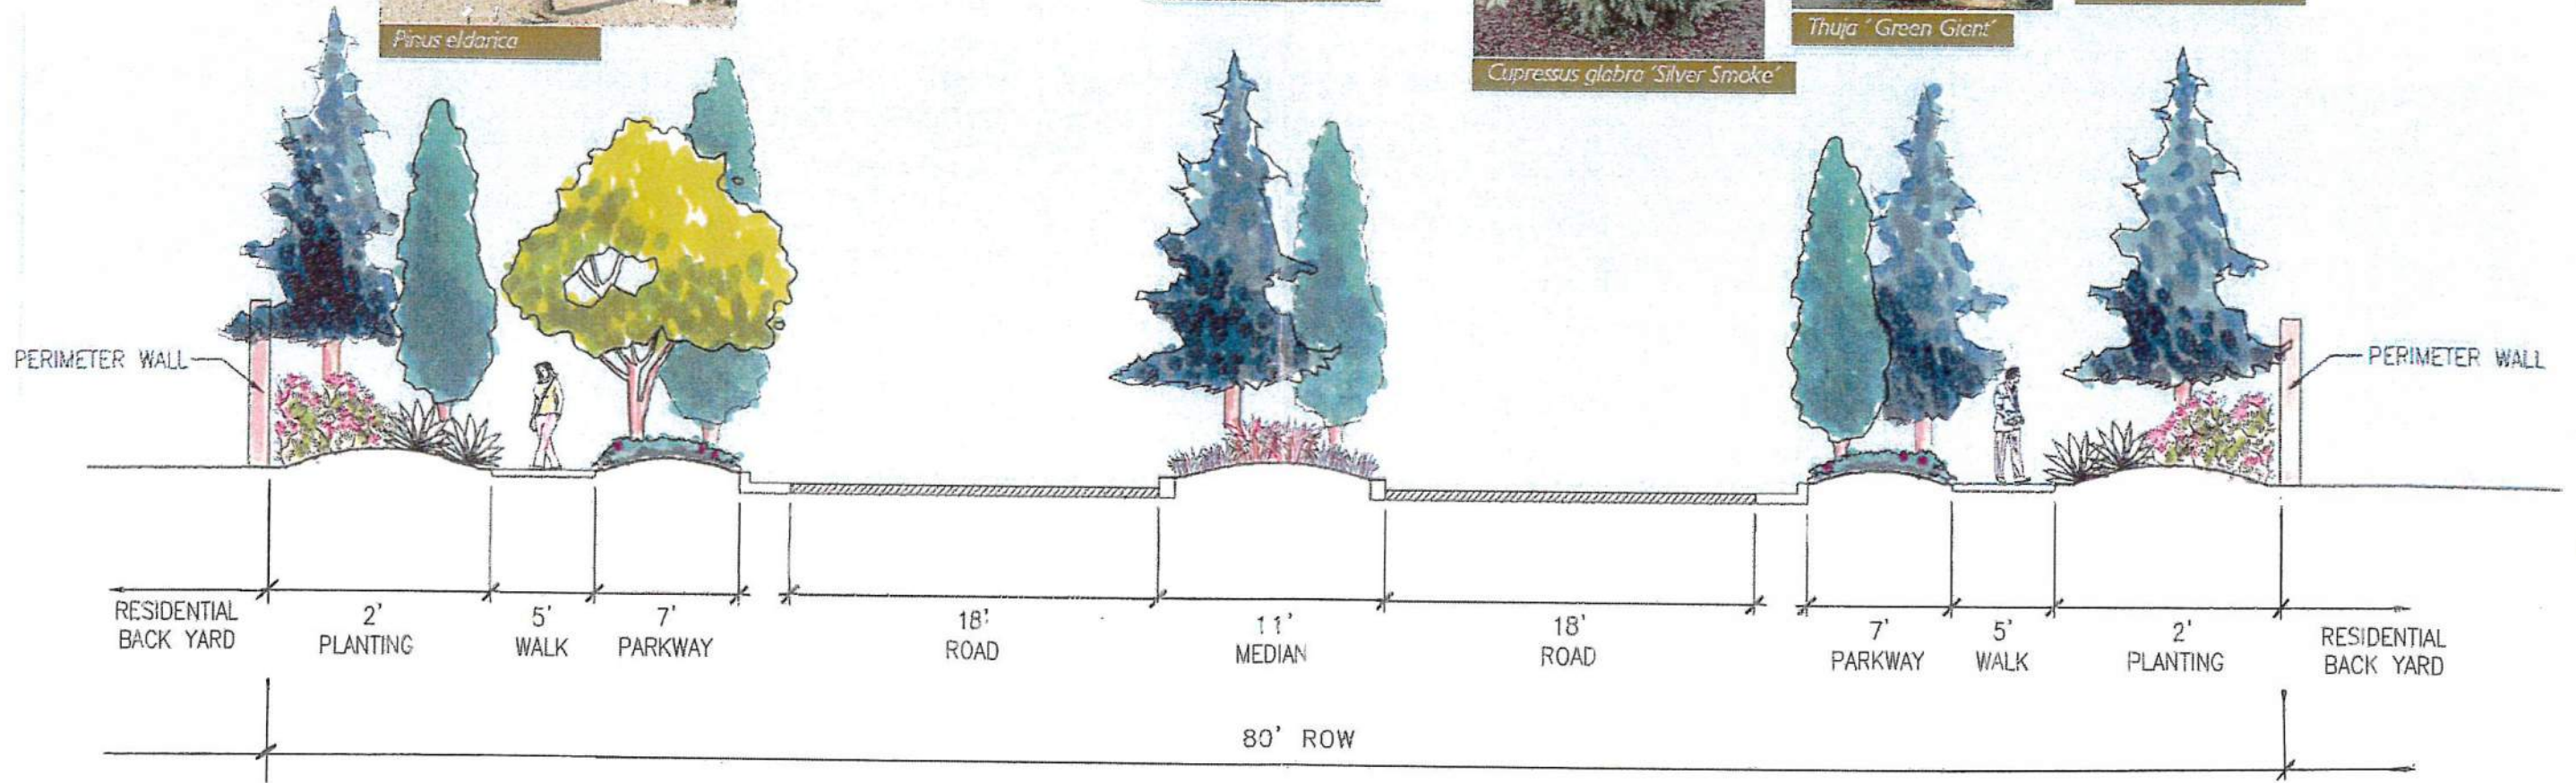 Pinus eldarica
Cupressus glabra 'Silver Smoke'
Thuja 'Green Giant'
PERIMETER WALL
PERIMETER WALL
RESIDENTIAL
BACK YARD
2'
PLANTING
5'
WALK
7'
PARKWAY
18'
ROAD
11'
MEDIAN
18'
ROAD
7'
PARKWAY
5'
WALK
2'
PLANTING
RESIDENTIAL
BACK YARD
80' ROW